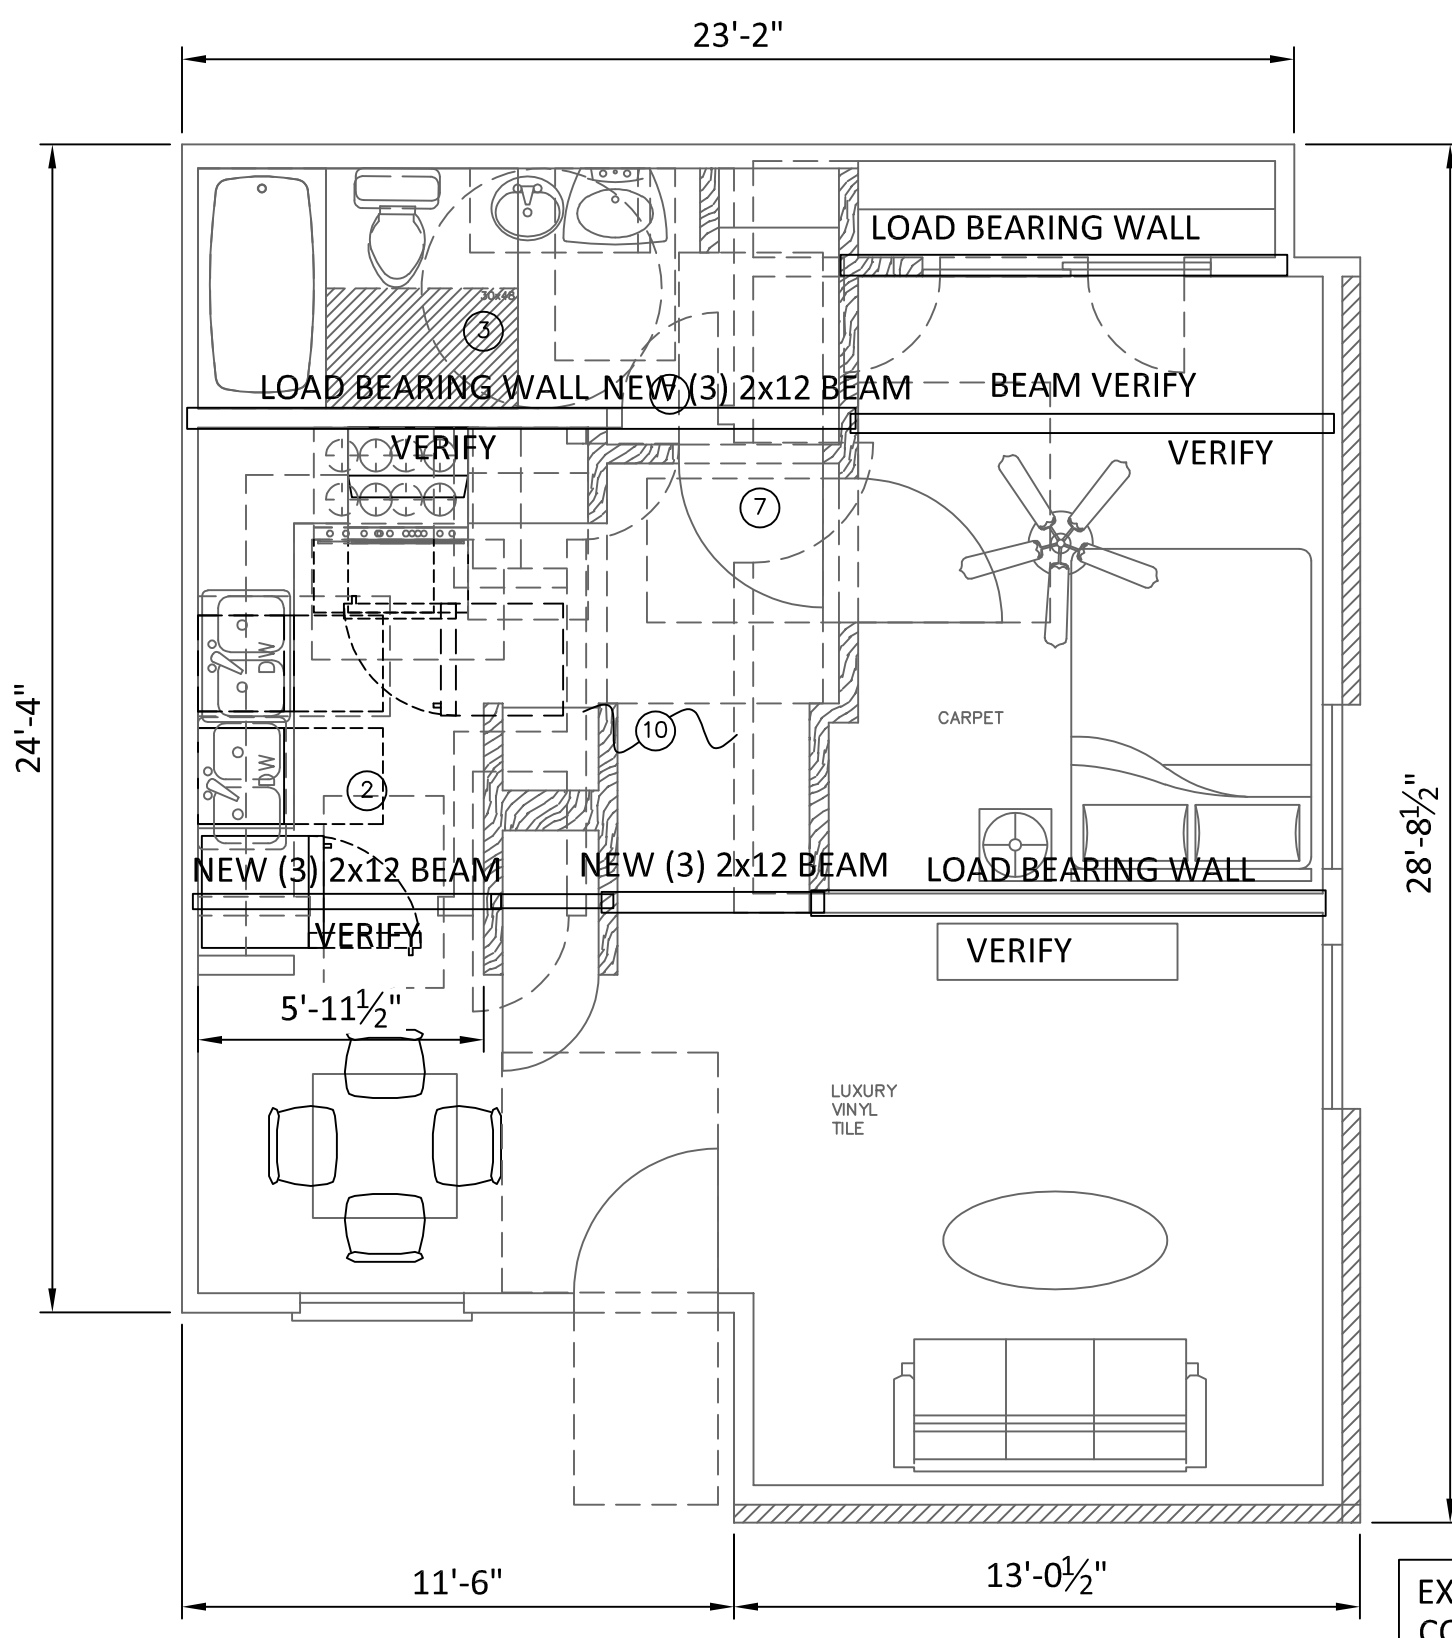 23'-2"
LOAD BEARING WALL
30x48
3
LOAD BEARING WALL
NEW (3) 2x12 BEAM
BEAM VERIFY
VERIFY
VERIFY
7
DW
CARPET
10
24'-4"
DW
2
28'-8½"
NEW (3) 2x12 BEAM
NEW (3) 2x12 BEAM
LOAD BEARING WALL
VERIFY
VERIFY
5'-11½"
LUXURY
VINYL
TILE
11'-6"
13'-0½"